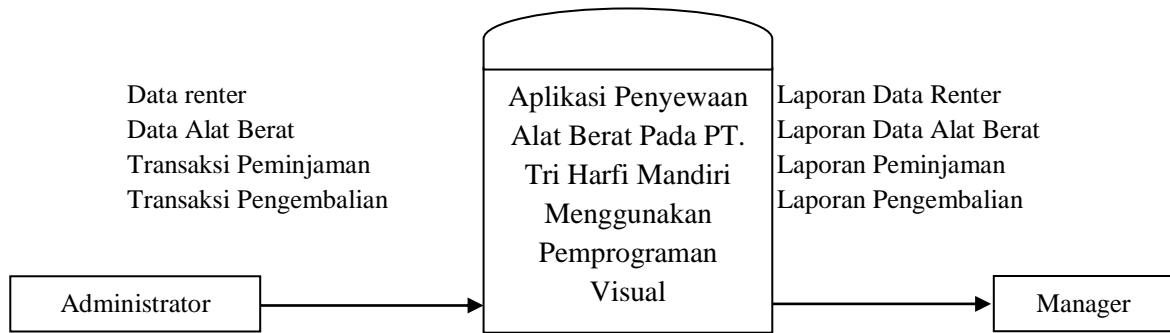 Data renter
Data Alat Berat
Transaksi Peminjaman
Transaksi Pengembalian
Aplikasi Penyewaan
Alat Berat Pada PT.
Tri Harfi Mandiri
Menggunakan
Pemprograman
Visual
Laporan Data Renter
Laporan Data Alat Berat
Laporan Peminjaman
Laporan Pengembalian
Administrator
Manager